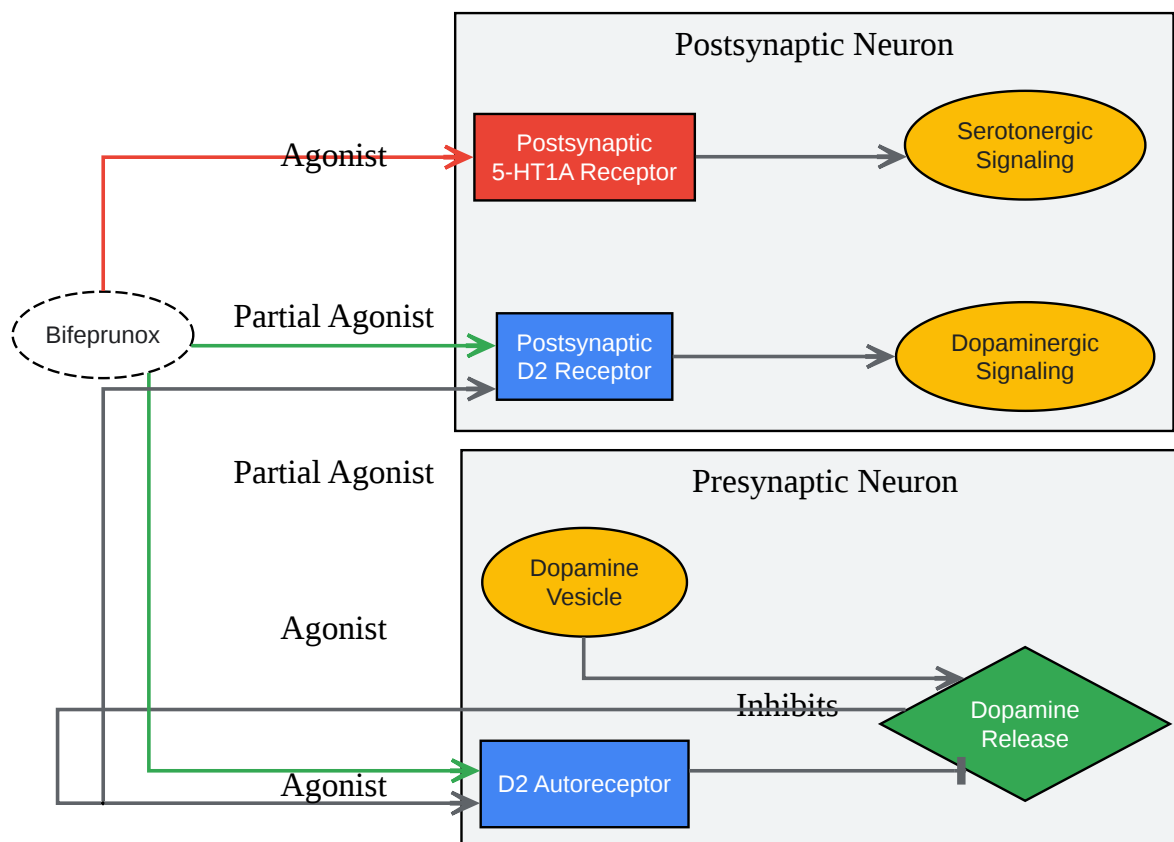 Postsynaptic Neuron
Agonist
Postsynaptic
5-HT1A Receptor
Serotonergic
Signaling
Bifeprunox
Partial Agonist
Postsynaptic
D2 Receptor
Dopaminergic
Signaling
Partial Agonist
Presynaptic Neuron
Dopamine
Vesicle
Agonist
Inhibits
Dopamine
Release
Agonist
D2 Autoreceptor